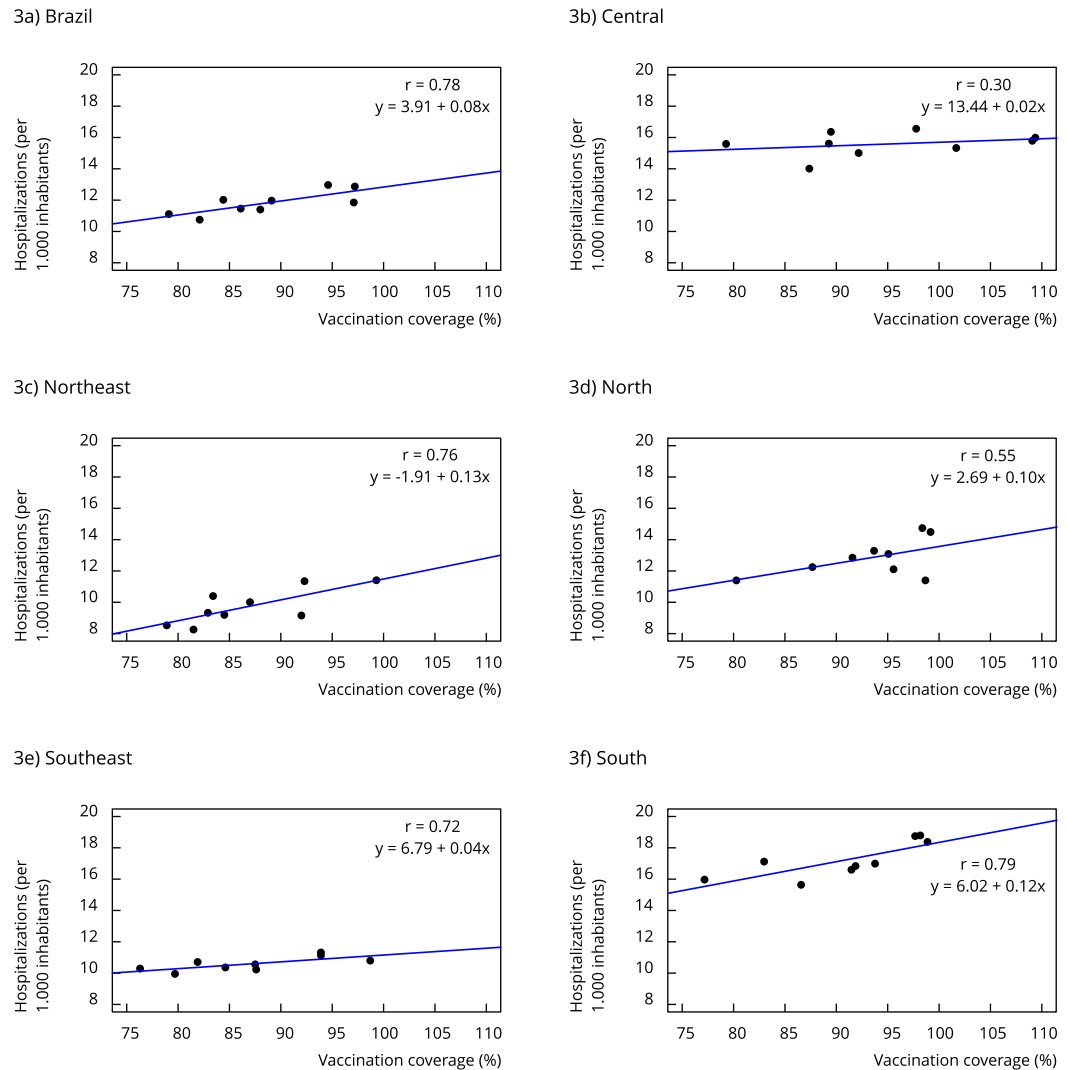 3a) Brazil
r = 0.78
y = 3.91 + 0.08x
Hospitalizations (per
1.000 inhabitants)
20
18
16
14
12
10
8
75 80 85 90 95 100 105 110
Vaccination coverage (%)
3b) Central
r = 0.30
y = 13.44 + 0.02x
Hospitalizations (per
1.000 inhabitants)
20
18
16
14
12
10
8
75 80 85 90 95 100 105 110
Vaccination coverage (%)
3c) Northeast
r = 0.76
y = -1.91 + 0.13x
Hospitalizations (per
1.000 inhabitants)
20
18
16
14
12
10
8
75 80 85 90 95 100 105 110
Vaccination coverage (%)
3d) North
r = 0.55
y = 2.69 + 0.10x
Hospitalizations (per
1.000 inhabitants)
20
18
16
14
12
10
8
75 80 85 90 95 100 105 110
Vaccination coverage (%)
3e) Southeast
r = 0.72
y = 6.79 + 0.04x
Hospitalizations (per
1.000 inhabitants)
20
18
16
14
12
10
8
75 80 85 90 95 100 105 110
Vaccination coverage (%)
3f) South
r = 0.79
y = 6.02 + 0.12x
Hospitalizations (per
1.000 inhabitants)
20
18
16
14
12
10
8
75 80 85 90 95 100 105 110
Vaccination coverage (%)